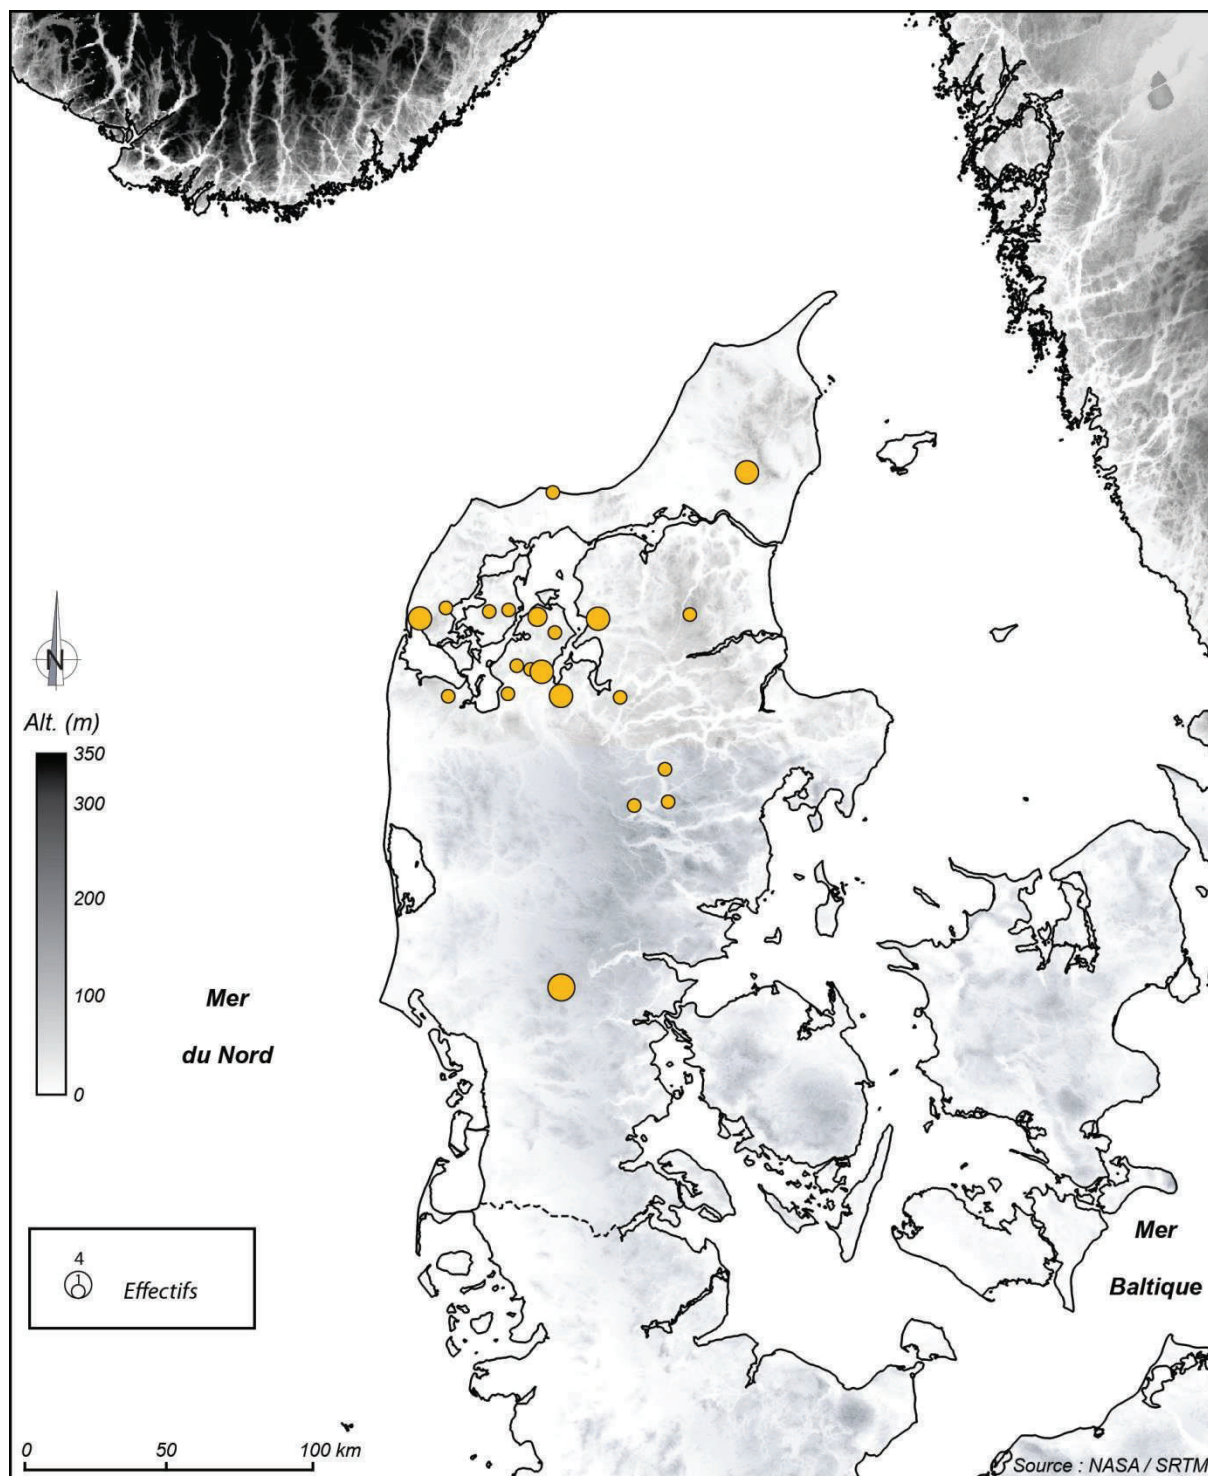 N
Alt. (m)
350
300
200
100
0
Mer
du Nord
Mer
Baltique
4
1
Effectifs
0
50
100 km
Source : NASA / SRTM